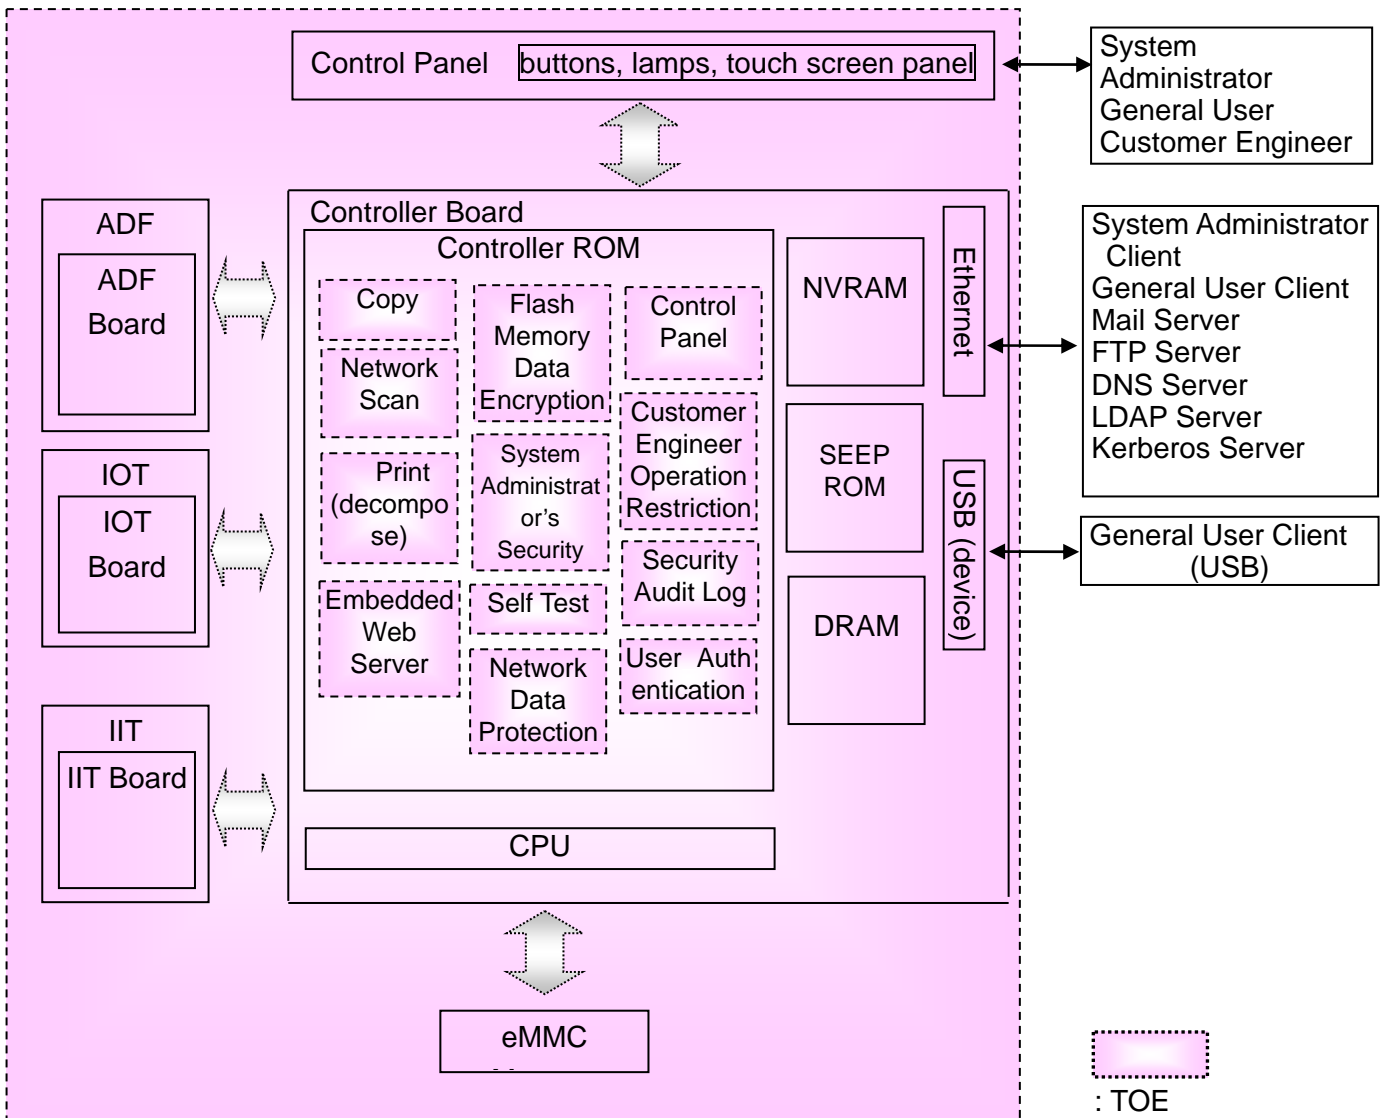 Control Panel buttons, lamps, touch screen panel
System
Administrator
General User
Customer Engineer
ADF
ADF
Board
IOT
IOT
Board
IIT
IIT Board
Controller Board
Controller ROM
Copy
Network
Scan
Print
(decompo
se)
Embedded
Web
Server
Flash
Memory
Data
Encryption
System
Administrat
or’s
Security
Self Test
Network
Data
Protection
Control
Panel
Customer
Engineer
Operation
Restriction
Security
Audit Log
User Auth
entication
NVRAM
SEEP
ROM
DRAM
Ethernet
USB (device)
CPU
eMMC
System Administrator
Client
General User Client
Mail Server
FTP Server
DNS Server
LDAP Server
Kerberos Server
General User Client
(USB)
: TOE